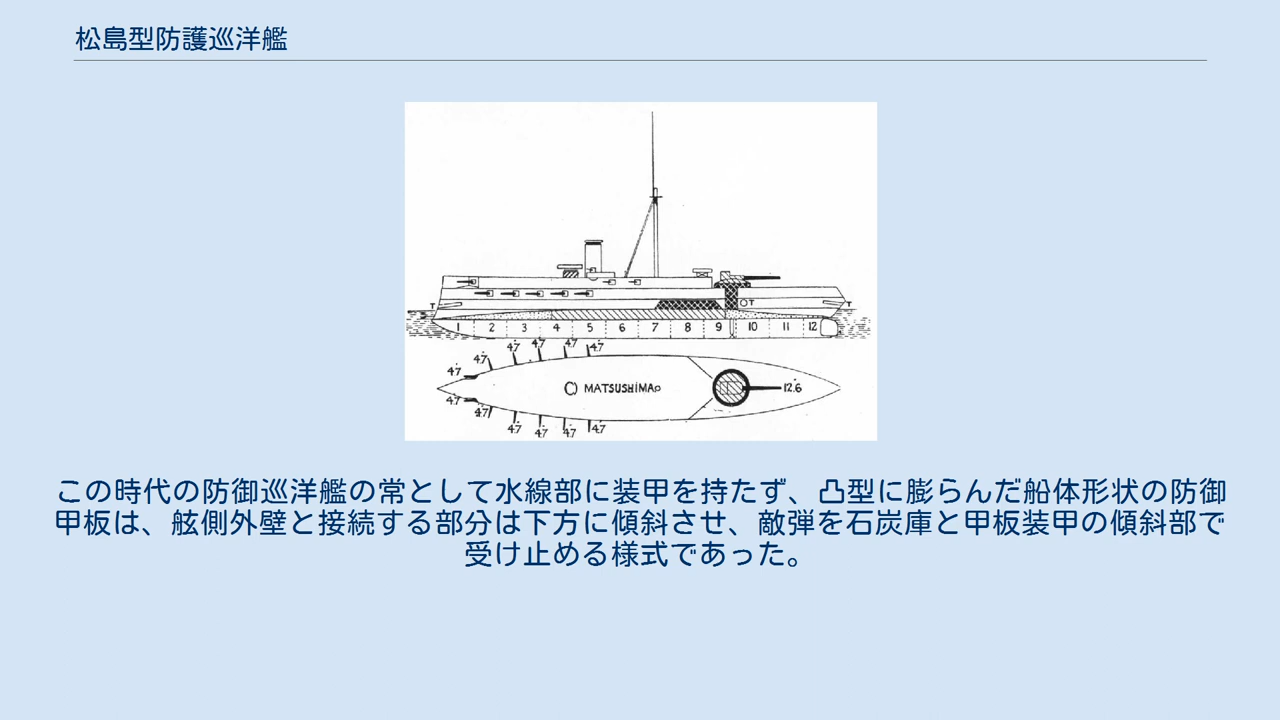 松島型防護巡洋艦
T
T
T
1 2 3 4 5 6 7 8 9 10 11 12
4.7 4.7 4.7 4.7 4.7 4.7
MATSUSHIMA
12.6
4.7 4.7 4.7 4.7 4.7 4.7
この時代の防御巡洋艦の常として水線部に装甲を持たず、凸型に膨らんだ船体形状の防御
甲板は、舷側外壁と接続する部分は下方に傾斜させ、敵弾を石炭庫と甲板装甲の傾斜部で
受け止める様式であった。